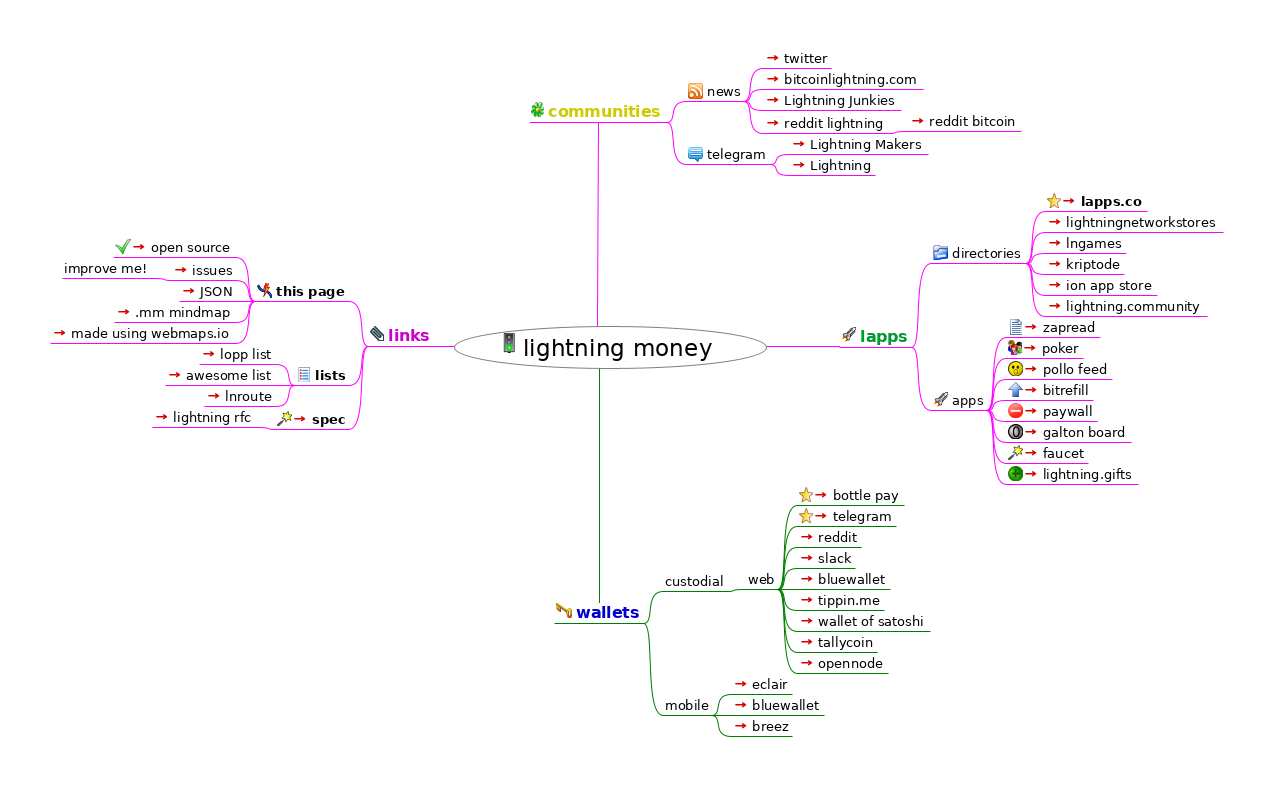 lightning money
communities
news
twitter
bitcoinlightning.com
Lightning Junkies
reddit lightning
reddit bitcoin
telegram
Lightning Makers
Lightning
lapps
directories
lapps.co
lightningnetworkstores
lngames
kriptode
ion app store
lightning.community
apps
zapread
poker
pollo feed
bitrefill
paywall
galton board
faucet
lightning.gifts
wallets
custodial
web
bottle pay
telegram
reddit
slack
bluewallet
tippin.me
wallet of satoshi
tallycoin
opennode
mobile
eclair
bluewallet
breez
links
this page
open source
issues
improve me!
JSON
.mm mindmap
made using webmaps.io
lists
lopp list
awesome list
lnroute
spec
lightning rfc